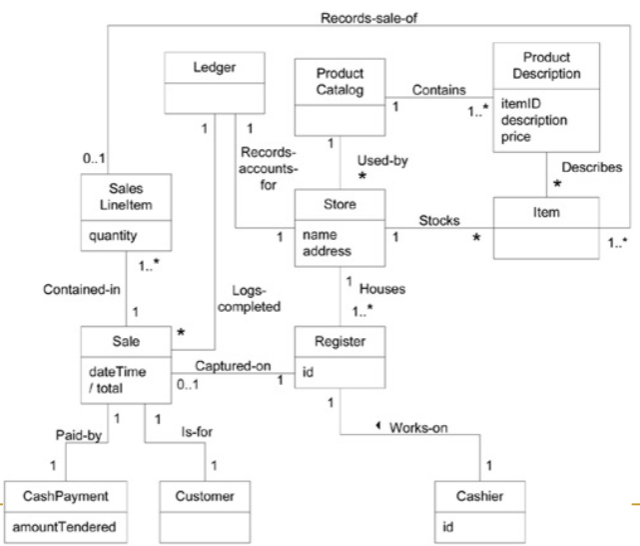 Records-sale-of
Ledger
Product
Catalog
Product
Description
itemID
description
price
Contains
1
1..*
1
1
1
Records-
accounts-
for
Used-by
*
Describes
*
0..1
Sales
LineItem
quantity
Store
name
address
1
1
Stocks
*
Item
1..*
1..*
Contained-in
1
Logs-
completed
*
1
Houses
1..*
Sale
dateTime
/ total
Captured-on
0..1
1
Register
id
1
Works-on
1
1
1
Paid-by
Is-for
1
1
CashPayment
amountTendered
Customer
Cashier
id